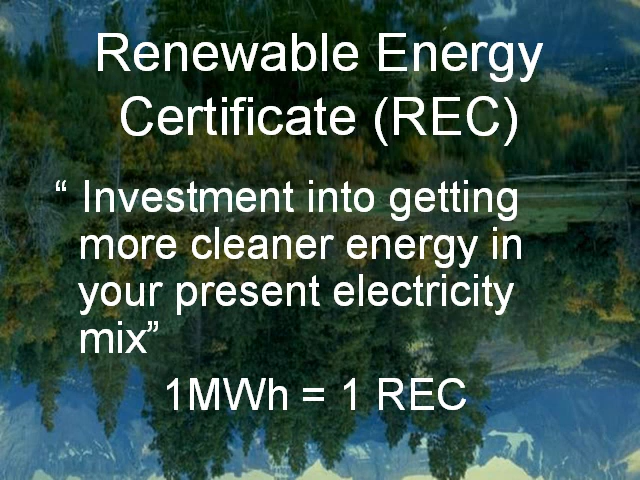 Renewable Energy
Certificate (REC)
“ Investment into getting
more cleaner energy in
your present electricity
mix”
1MWh = 1 REC